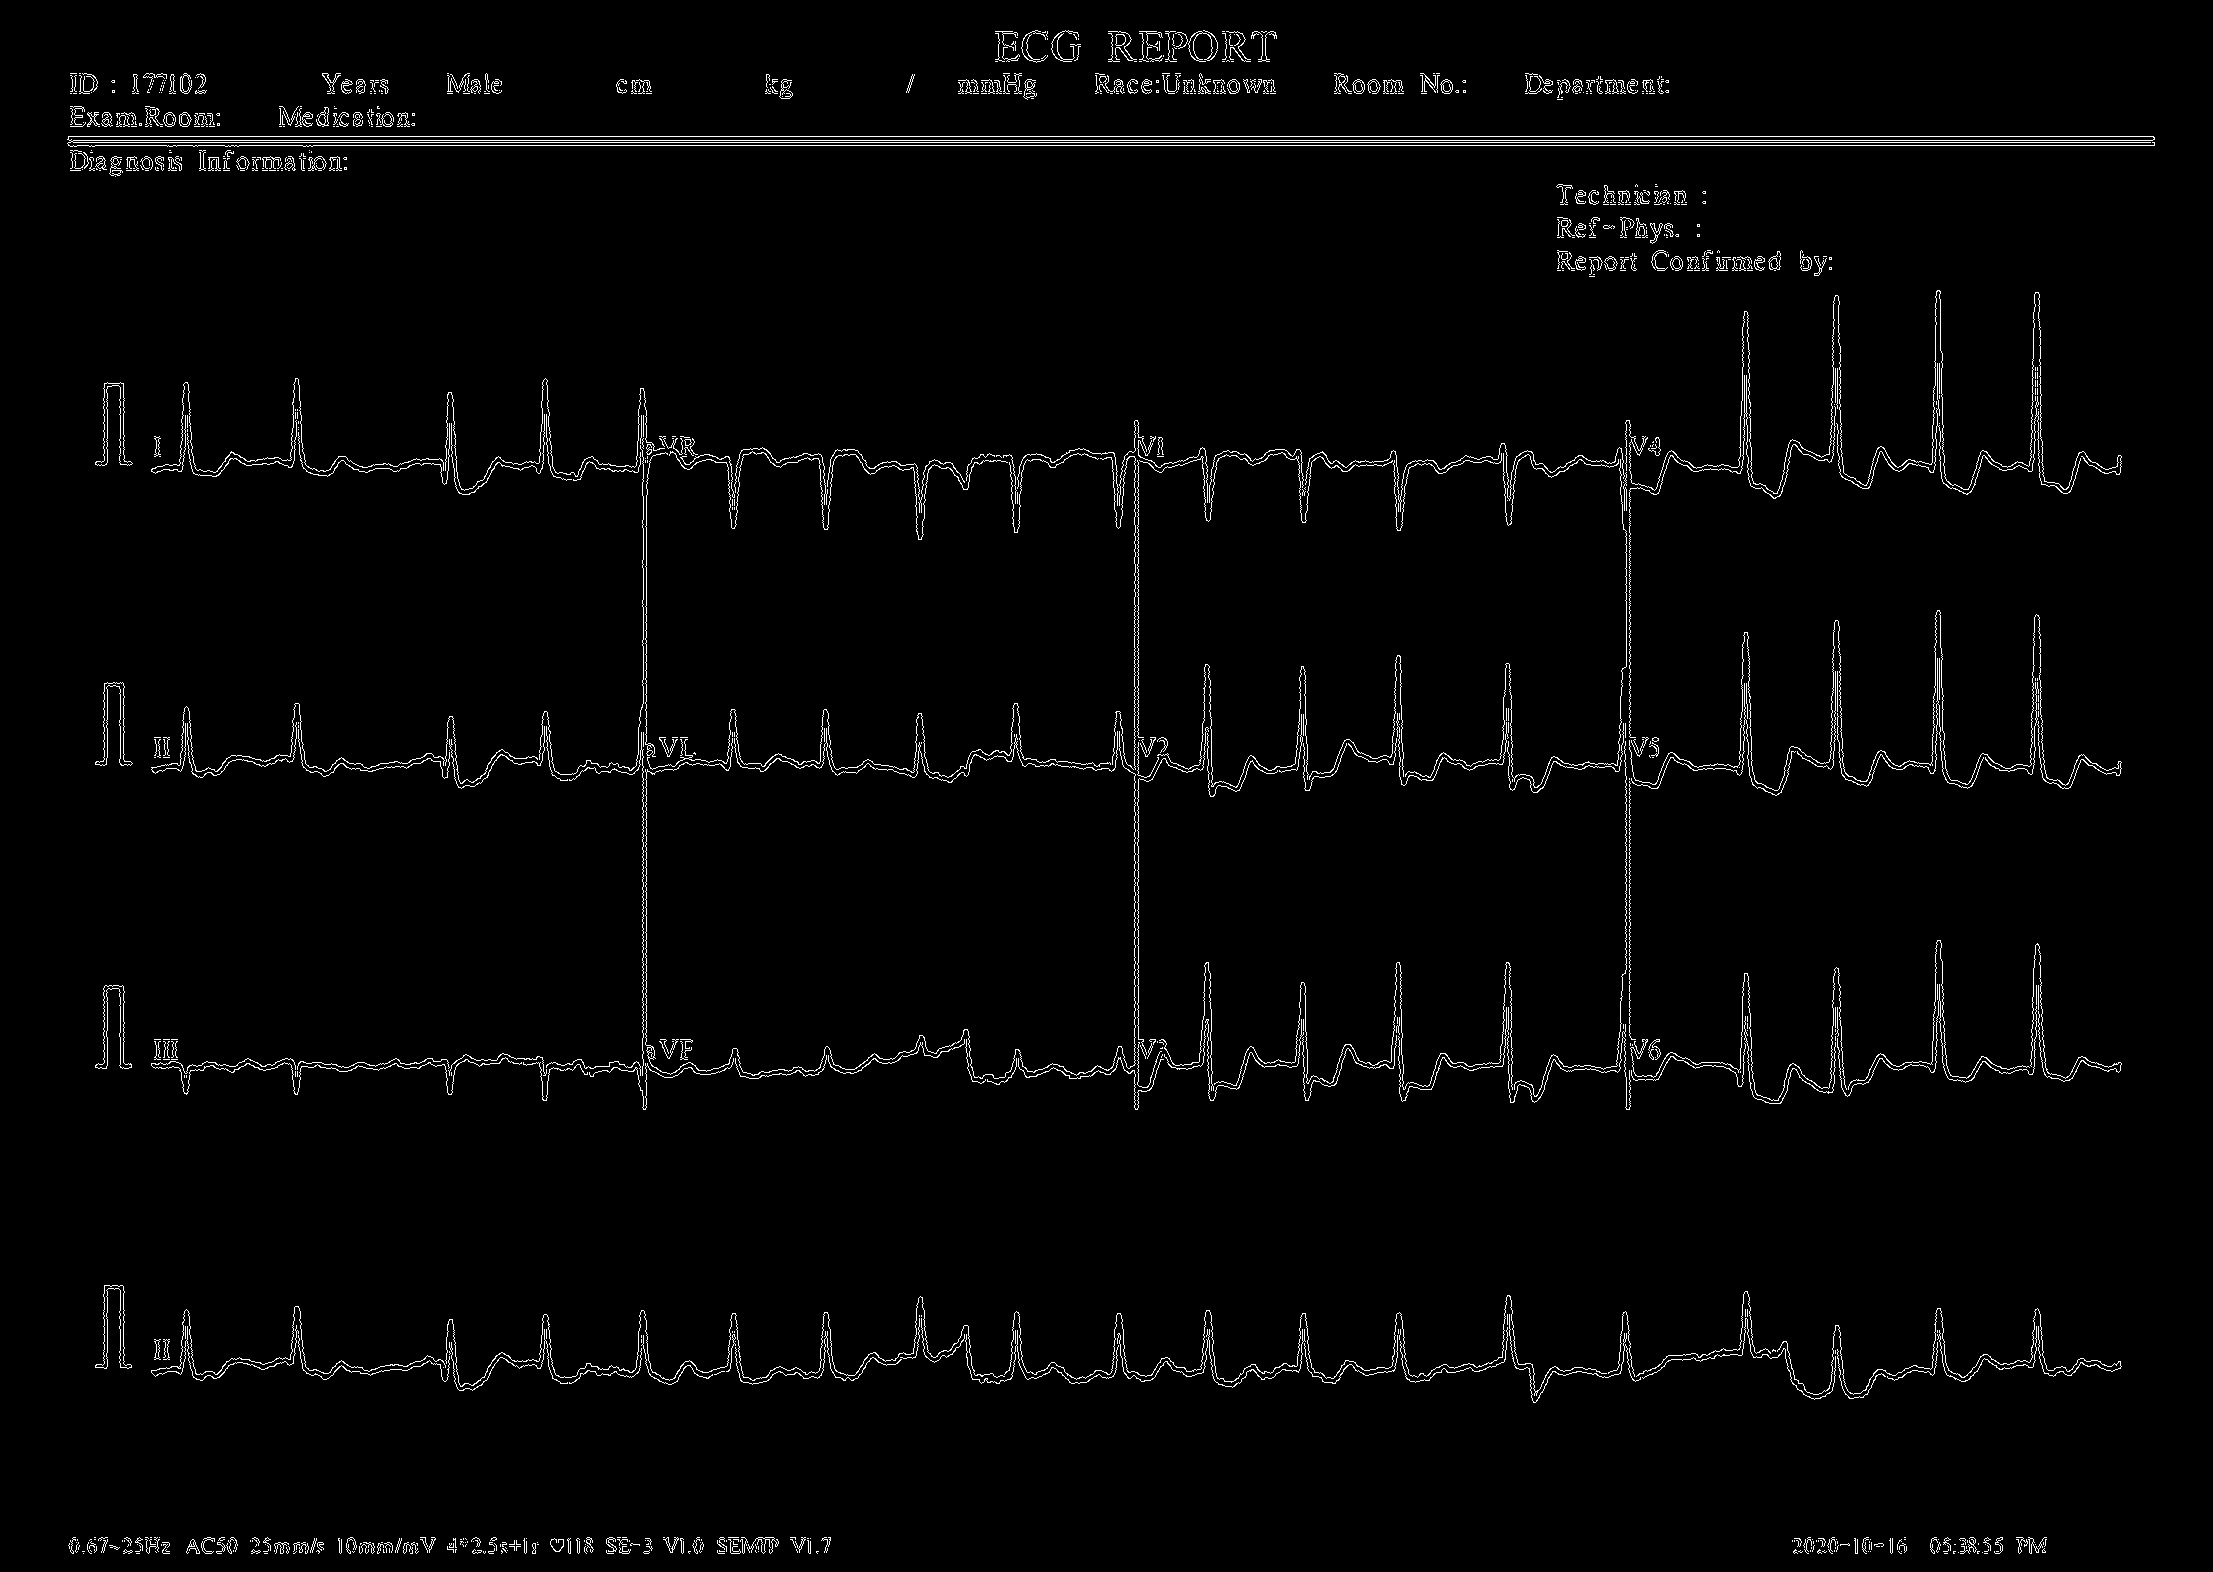 ECG REPORT
ID : 177102 Years Male cm kg / mmHg Race:Unknown Room No.: Department:
Exam.Room: Medication:
Diagnosis Information:
Technician :
Ref-Phys. :
Report Confirmed by:
I aVR V1 V4
II aVL V2 V5
III aVF V3 V6
II
0.67~25Hz AC50 25mm/s 10mm/mV 4*2.5s+1r ♡118 SE-3 V1.0 SEMIP V1.7 2020-10-16 05:38:55 PM